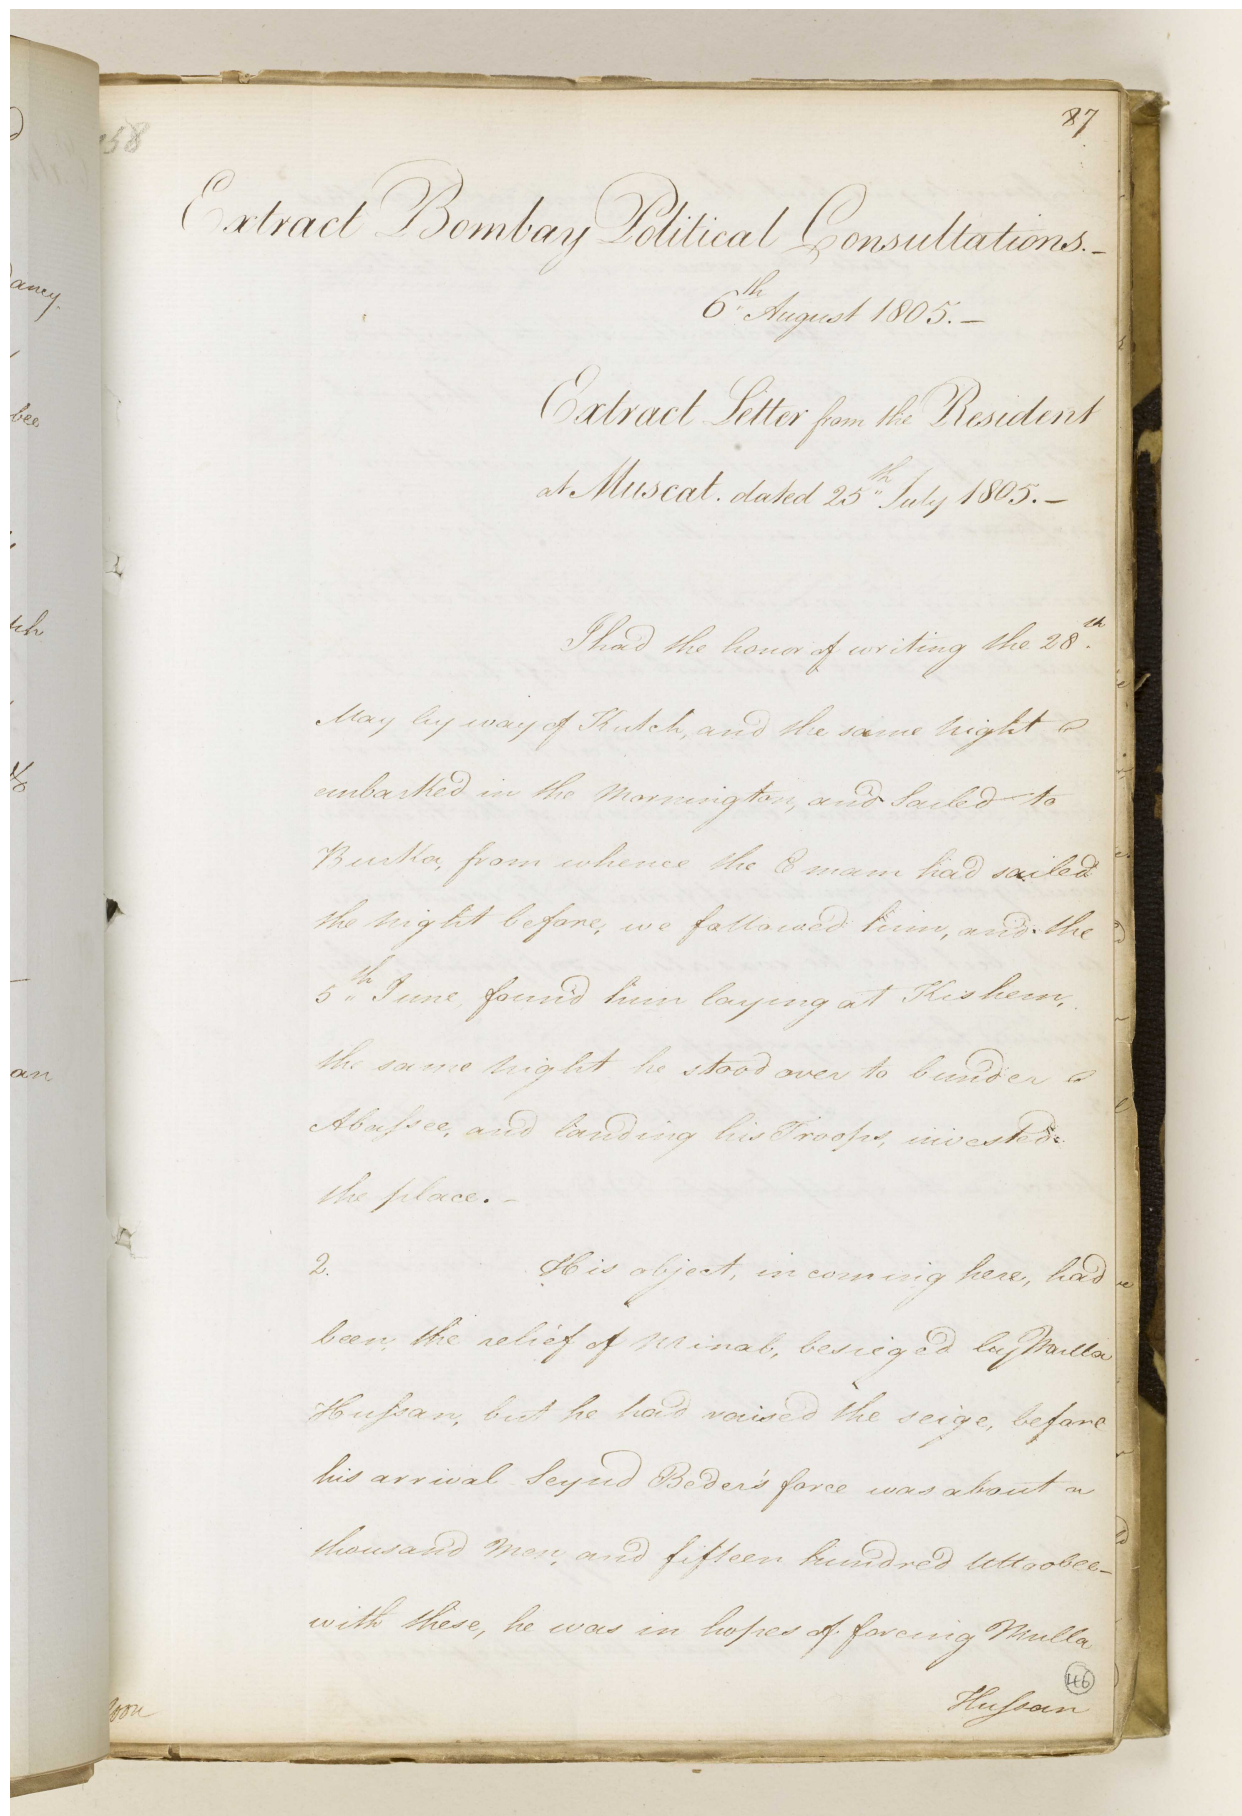 87
58
Extract Bombay Political Consultations.-
6th August 1805.-
Extract Letter from the Resident
at Muscat. dated 25th July 1805.-
I had the honor of writing the 28th.
May by way of Kutch, and the same night
embarked in the Mornington, and Sailed to
Burka, from whence the Emam had sailed
the night before, we followed him, and the
5th June, found him laying at Kishem,
the same night he stood over to bunder
Abassee, and landing his Troops, invested
the place.-
2. His object, in coming here, had
been, the relief of Minab, besieged by Mulla
Hussan, but he had raised the seige, before
his arrival Seyud Beder's force was about a
thousand Men, and fifteen hundred Uttoobee-
with these, he was in hopes of forcing Mulla
46
Hussan